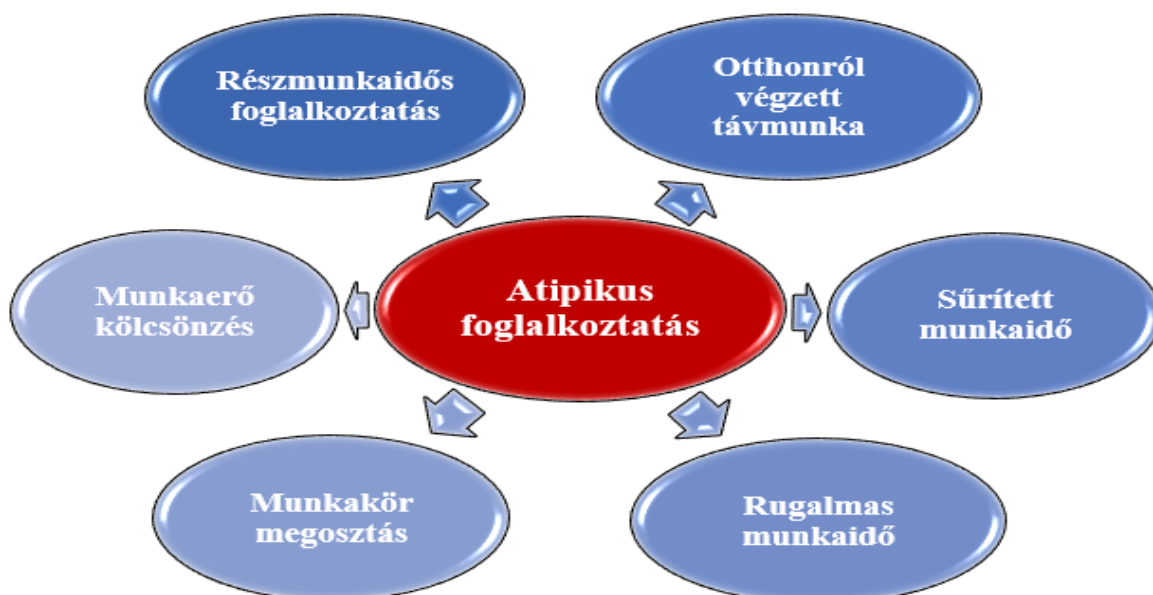 Részmunkaidős
foglalkoztatás
Otthonról
végzett
távmunka
Munkaerő
kölcsönzés
Atipikus
foglalkoztatás
Sűrített
munkaidő
Munkakör
megosztás
Rugalmas
munkaidő